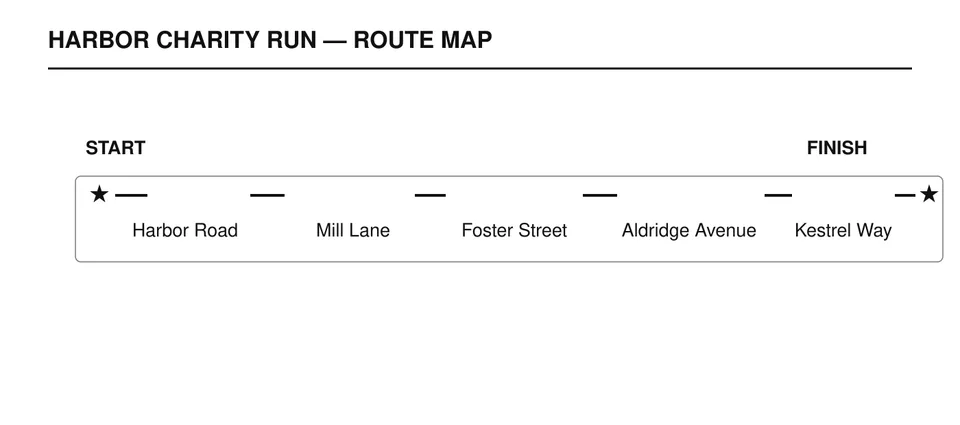 HARBOR CHARITY RUN — ROUTE MAP
START FINISH
Harbor Road Mill Lane Foster Street Aldridge Avenue Kestrel Way